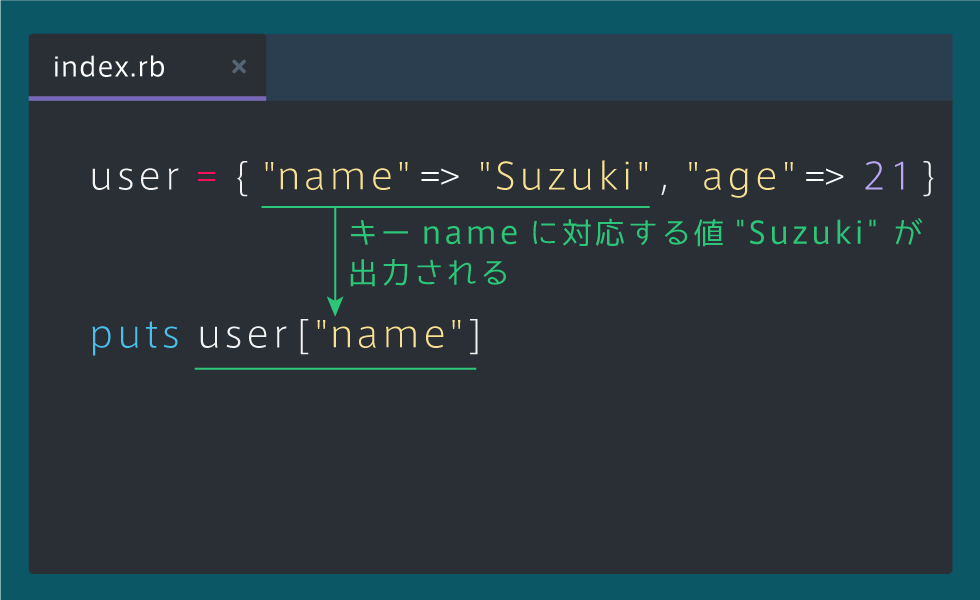 index.rb ×
user = { "name" => "Suzuki", "age" => 21 }
キー name に対応する値 "Suzuki" が
出力される
puts user["name"]